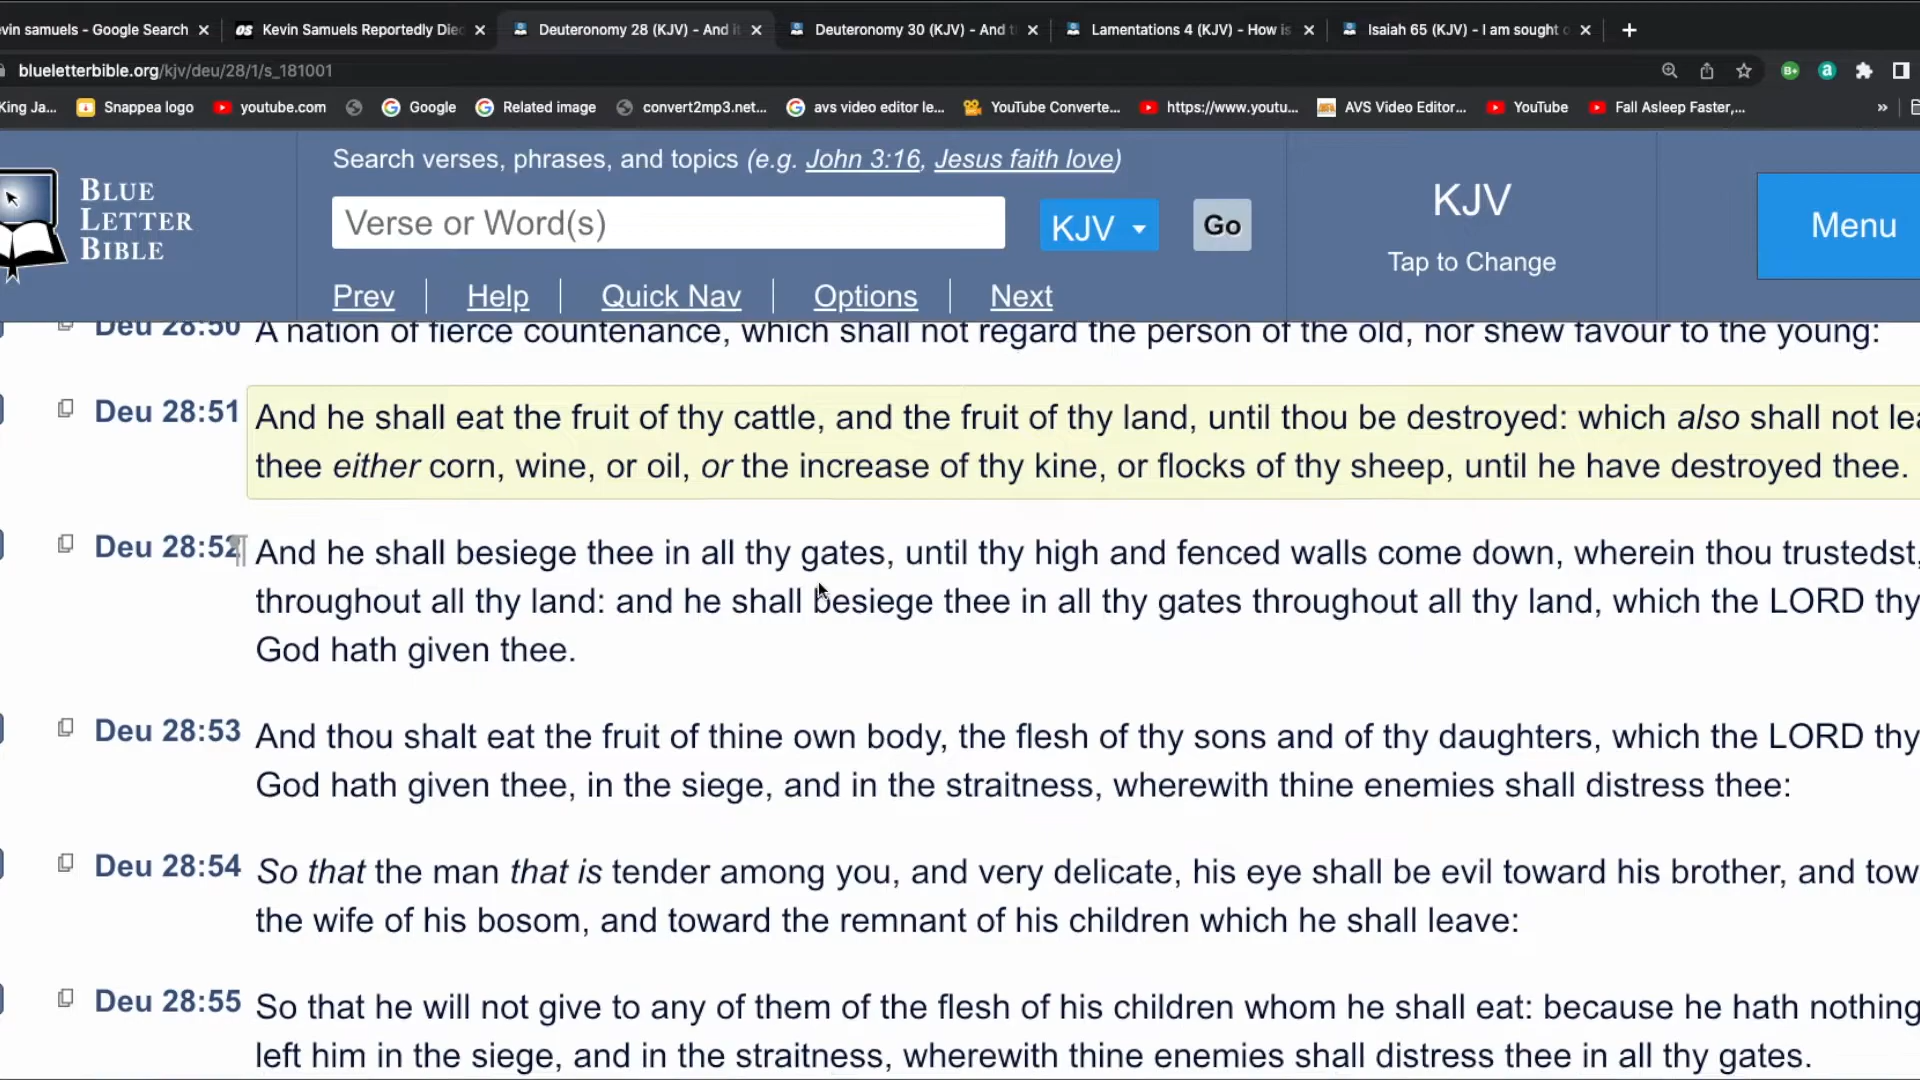 vin samuels - Google Search
OS Kevin Samuels Reportedly Die
Deuteronomy 28 (KJV) - And i
Deuteronomy 30 (KJV) - And t
Lamentations 4 (KJV) - How is
Isaiah 65 (KJV) - I am sought o
blueletterbible.org/kjv/deu/28/1/s_181001
King Ja...
Snappea logo
youtube.com
Google
Related image
convert2mp3.net...
avs video editor le...
YouTube Converte...
https://www.youtu...
AVS Video Editor...
YouTube
Fall Asleep Faster,...
»
BLUE
LETTER
BIBLE
Search verses, phrases, and topics (e.g. John 3:16, Jesus faith love)
Verse or Word(s)
KJV
Go
Prev | Help | Quick Nav | Options | Next
KJV
Tap to Change
Menu
Deu 28:50 A nation of fierce countenance, which shall not regard the person of the old, nor shew favour to the young:
Deu 28:51 And he shall eat the fruit of thy cattle, and the fruit of thy land, until thou be destroyed: which also shall not lea
thee either corn, wine, or oil, or the increase of thy kine, or flocks of thy sheep, until he have destroyed thee.
Deu 28:52 ¶ And he shall besiege thee in all thy gates, until thy high and fenced walls come down, wherein thou trustedst,
throughout all thy land: and he shall besiege thee in all thy gates throughout all thy land, which the LORD thy
God hath given thee.
Deu 28:53 And thou shalt eat the fruit of thine own body, the flesh of thy sons and of thy daughters, which the LORD thy
God hath given thee, in the siege, and in the straitness, wherewith thine enemies shall distress thee:
Deu 28:54 So that the man that is tender among you, and very delicate, his eye shall be evil toward his brother, and tow
the wife of his bosom, and toward the remnant of his children which he shall leave:
Deu 28:55 So that he will not give to any of them of the flesh of his children whom he shall eat: because he hath nothing
left him in the siege, and in the straitness, wherewith thine enemies shall distress thee in all thy gates.